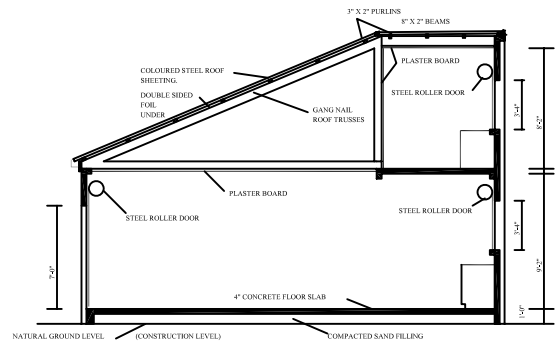 3" X 2" PURLINS
8" X 2" BEAMS
COLOURED STEEL ROOF
SHEETING.
PLASTER BOARD
DOUBLE SIDED
FOIL
UNDER
GANG NAIL
ROOF TRUSSES
STEEL ROLLER DOOR
3'-4"
8'-2"
PLASTER BOARD
STEEL ROLLER DOOR
STEEL ROLLER DOOR
3'-4"
7'-0"
9'-2"
4" CONCRETE FLOOR SLAB
1'-0"
NATURAL GROUND LEVEL
(CONSTRUCTION LEVEL)
COMPACTED SAND FILLING